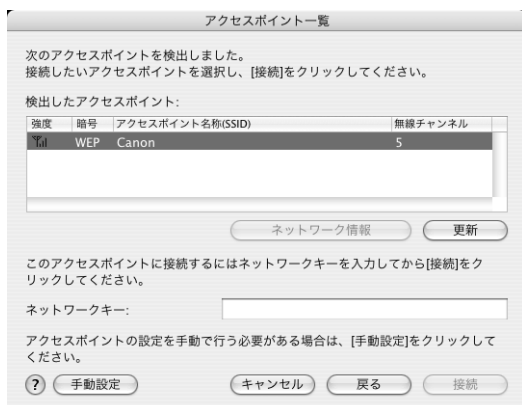 アクセスポイント一覧
次のアクセスポイントを検出しました。
接続したいアクセスポイントを選択し、[接続]をクリックしてください。
検出したアクセスポイント:
強度 暗号 アクセスポイント名称(SSID) 無線チャンネル
WEP Canon 5
ネットワーク情報 更新
このアクセスポイントに接続するにはネットワークキーを入力してから[接続]をク
リックしてください。
ネットワークキー:
アクセスポイントの設定を手動で行う必要がある場合は、[手動設定]をクリックして
ください。
? 手動設定 キャンセル 戻る 接続